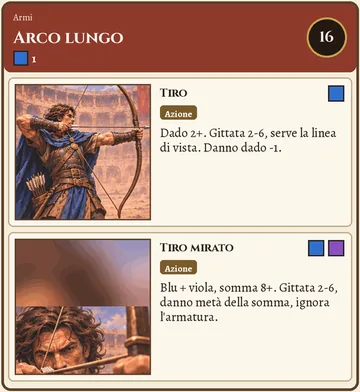 Armi
Arco lungo
16
1
Tiro
Azione
Dado 2+. Gittata 2-6, serve la linea
di vista. Danno dado -1.
Tiro mirato
Azione
Blu + viola, somma 8+. Gittata 2-6,
danno metà della somma, ignora
l'armatura.